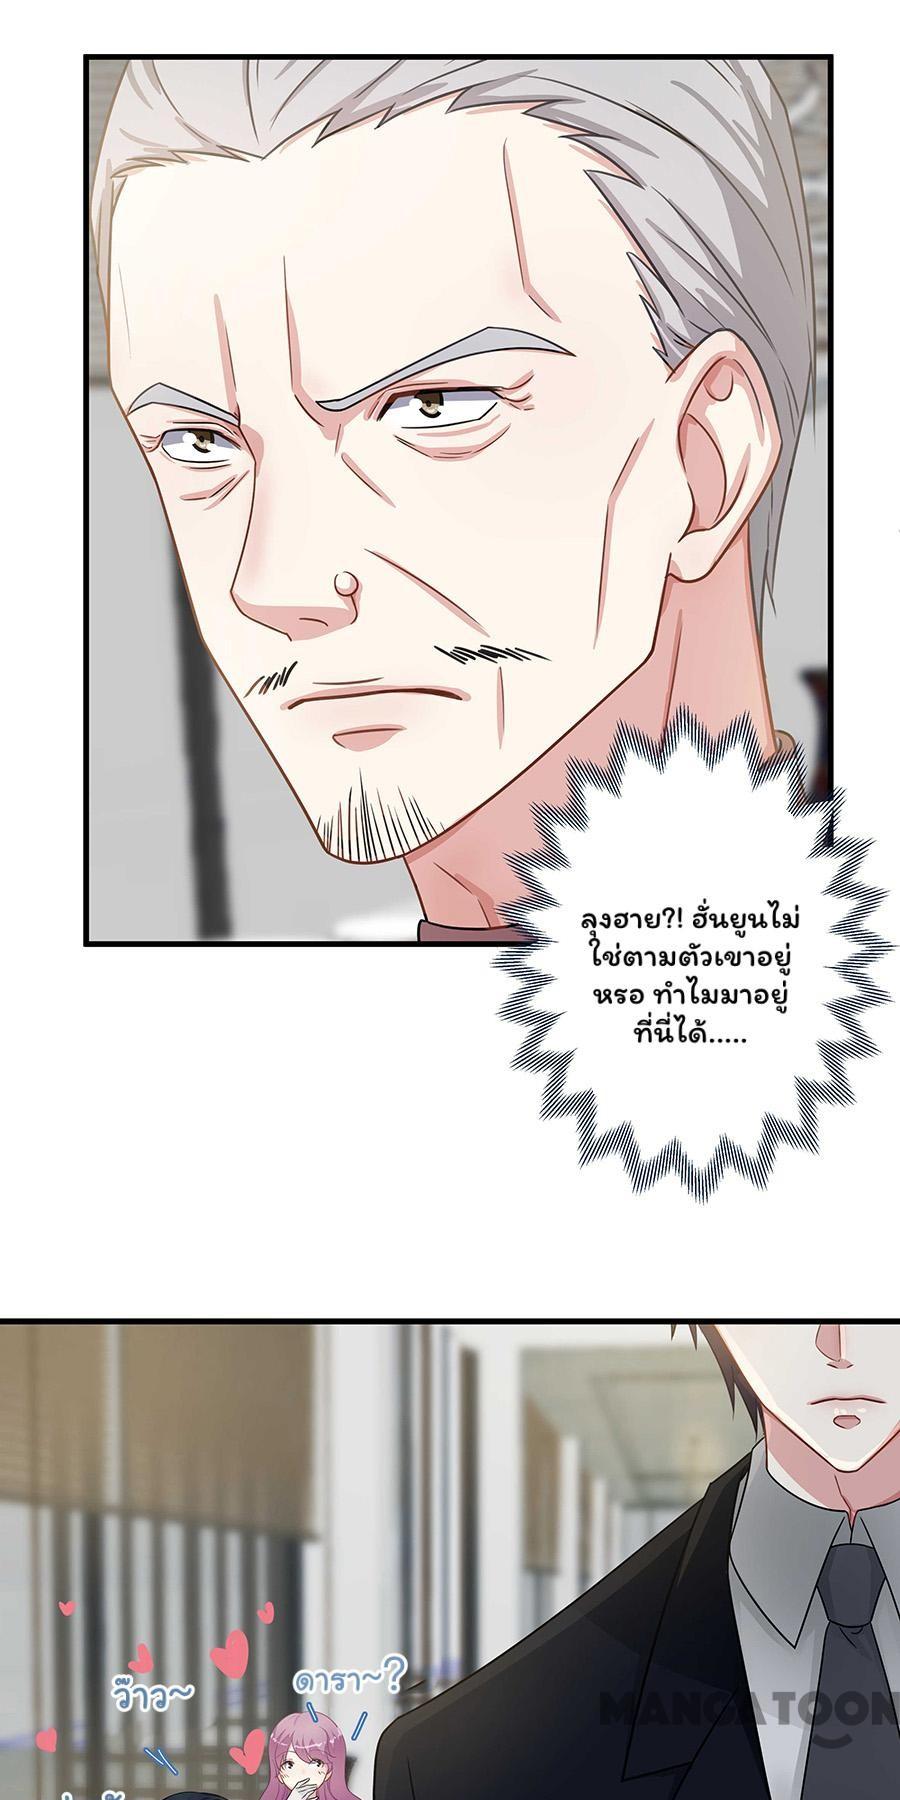 ลุงฮาย?! ฮั่นยูนไม่
ใช่ตามตัวเขาอยู่
หรอ ทำไมมาอยู่
ที่นี่ได้.....
ดารา~?
ว๊าว~
MANGATOON